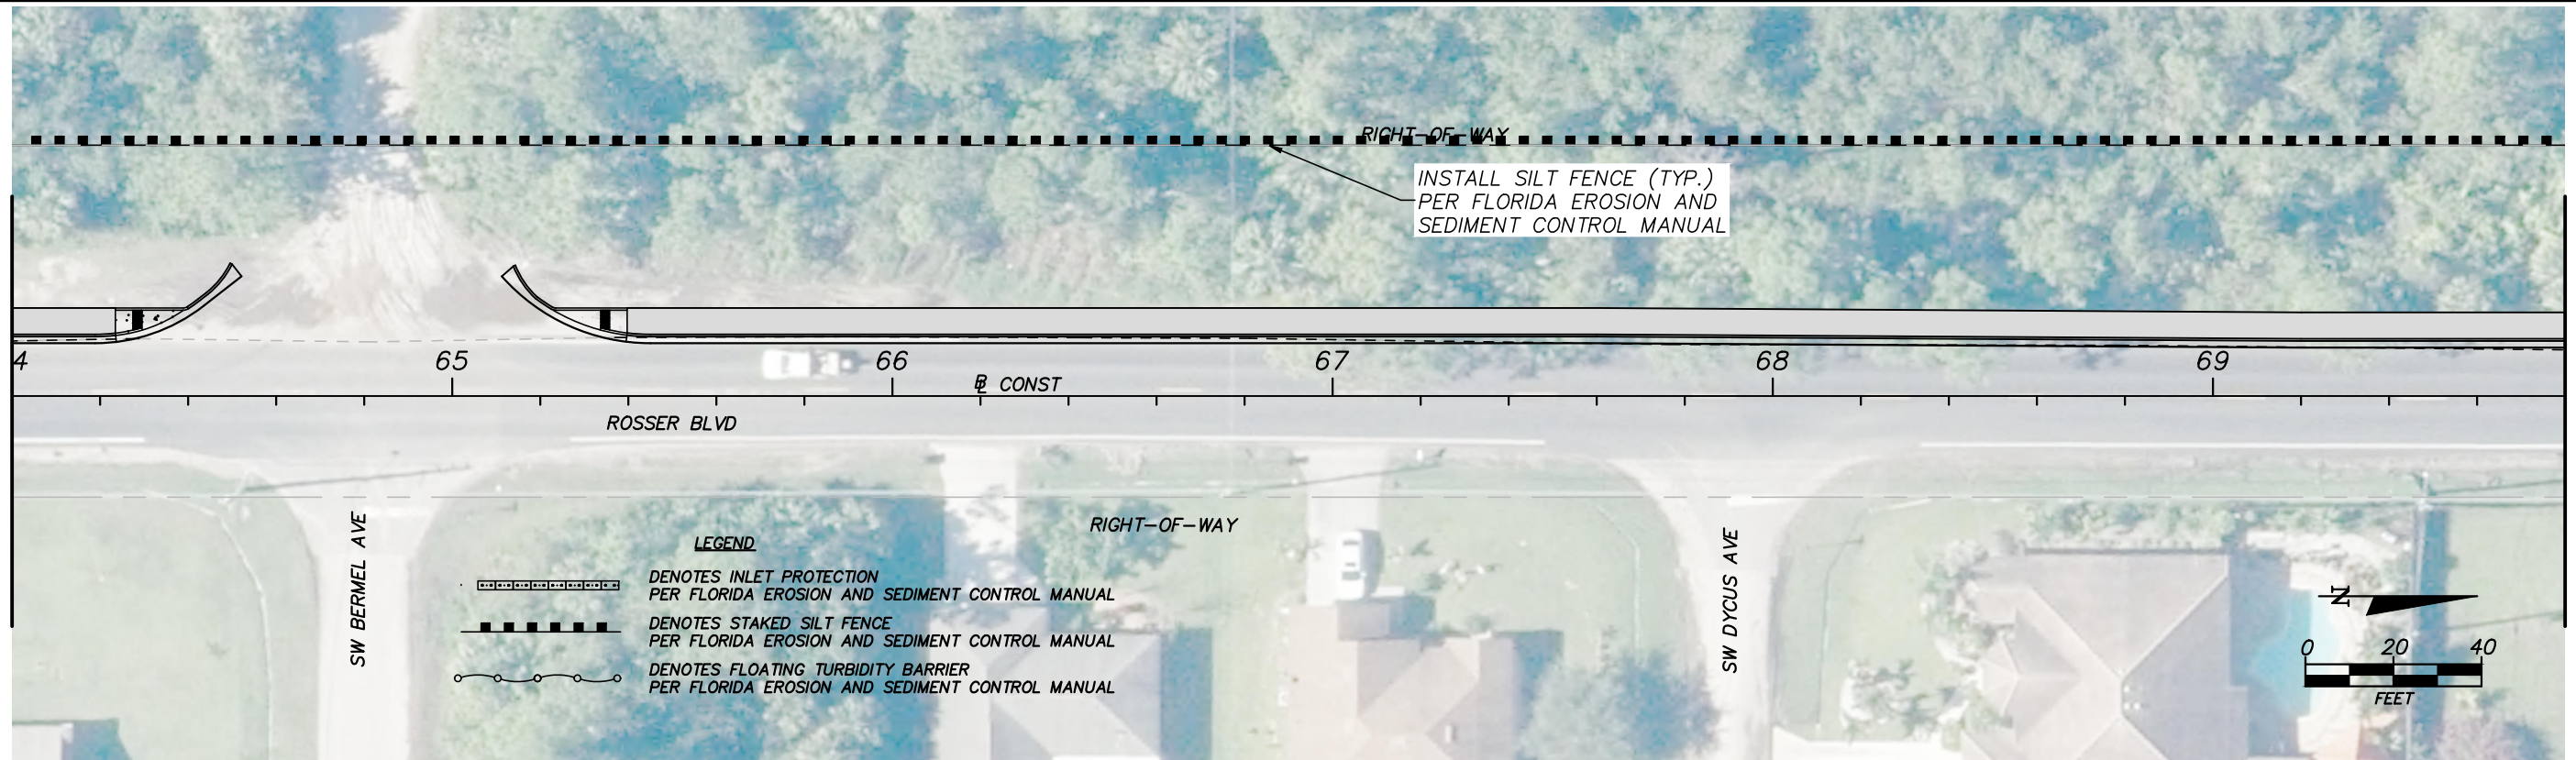 RIGHT-OF-WAY
INSTALL SILT FENCE (TYP.)
PER FLORIDA EROSION AND
SEDIMENT CONTROL MANUAL
4 65 66 67 68 69
BL CONST
ROSSER BLVD
SW BERMEL AVE
RIGHT-OF-WAY
SW DYCUS AVE
LEGEND
DENOTES INLET PROTECTION
PER FLORIDA EROSION AND SEDIMENT CONTROL MANUAL
DENOTES STAKED SILT FENCE
PER FLORIDA EROSION AND SEDIMENT CONTROL MANUAL
DENOTES FLOATING TURBIDITY BARRIER
PER FLORIDA EROSION AND SEDIMENT CONTROL MANUAL
N
0 20 40
FEET